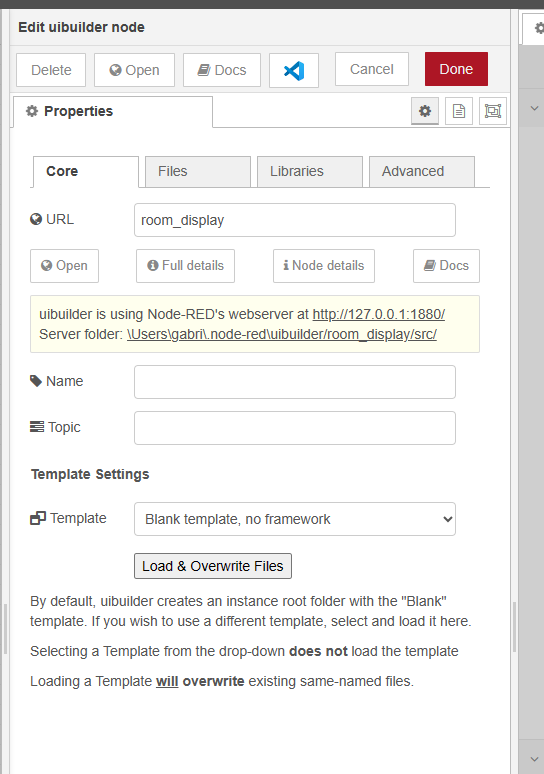 Edit uibuilder node
Delete Open Docs Cancel Done
Properties
Core Files Libraries Advanced
URL room_display
Open Full details Node details Docs
uibuilder is using Node-RED's webserver at http://127.0.0.1:1880/
Server folder: \Users\gabri\.node-red\uibuilder/room_display/src/
Name
Topic
Template Settings
Template Blank template, no framework
Load & Overwrite Files
By default, uibuilder creates an instance root folder with the "Blank"
template. If you wish to use a different template, select and load it here.
Selecting a Template from the drop-down does not load the template
Loading a Template will overwrite existing same-named files.